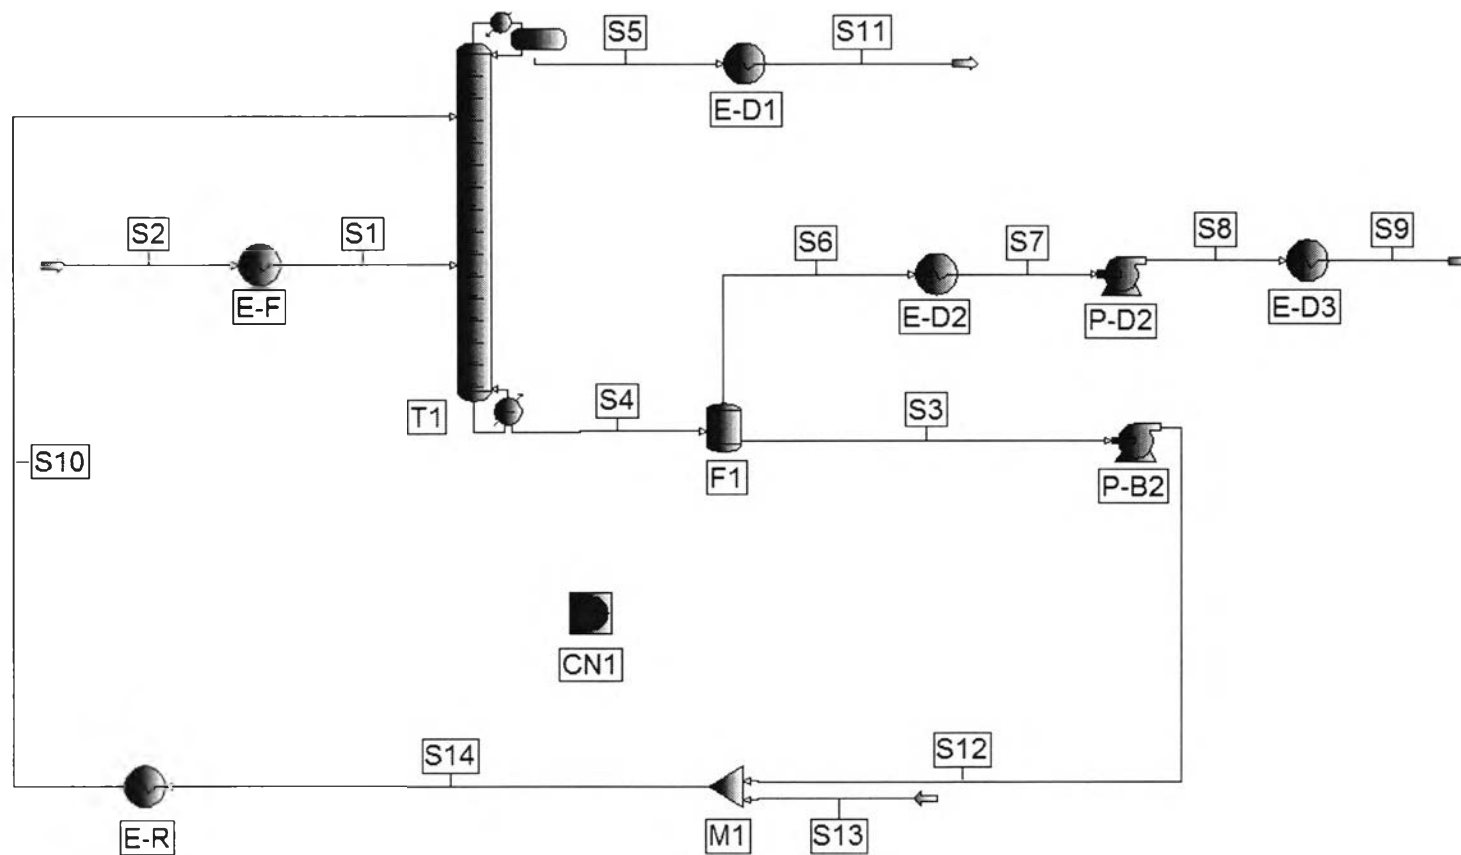 S5
S11
E-D1
S2
S1
E-F
S6
S7
S8
S9
E-D2
P-D2
E-D3
T1
S4
S3
F1
P-B2
S10
CN1
S14
S12
E-R
M1
S13